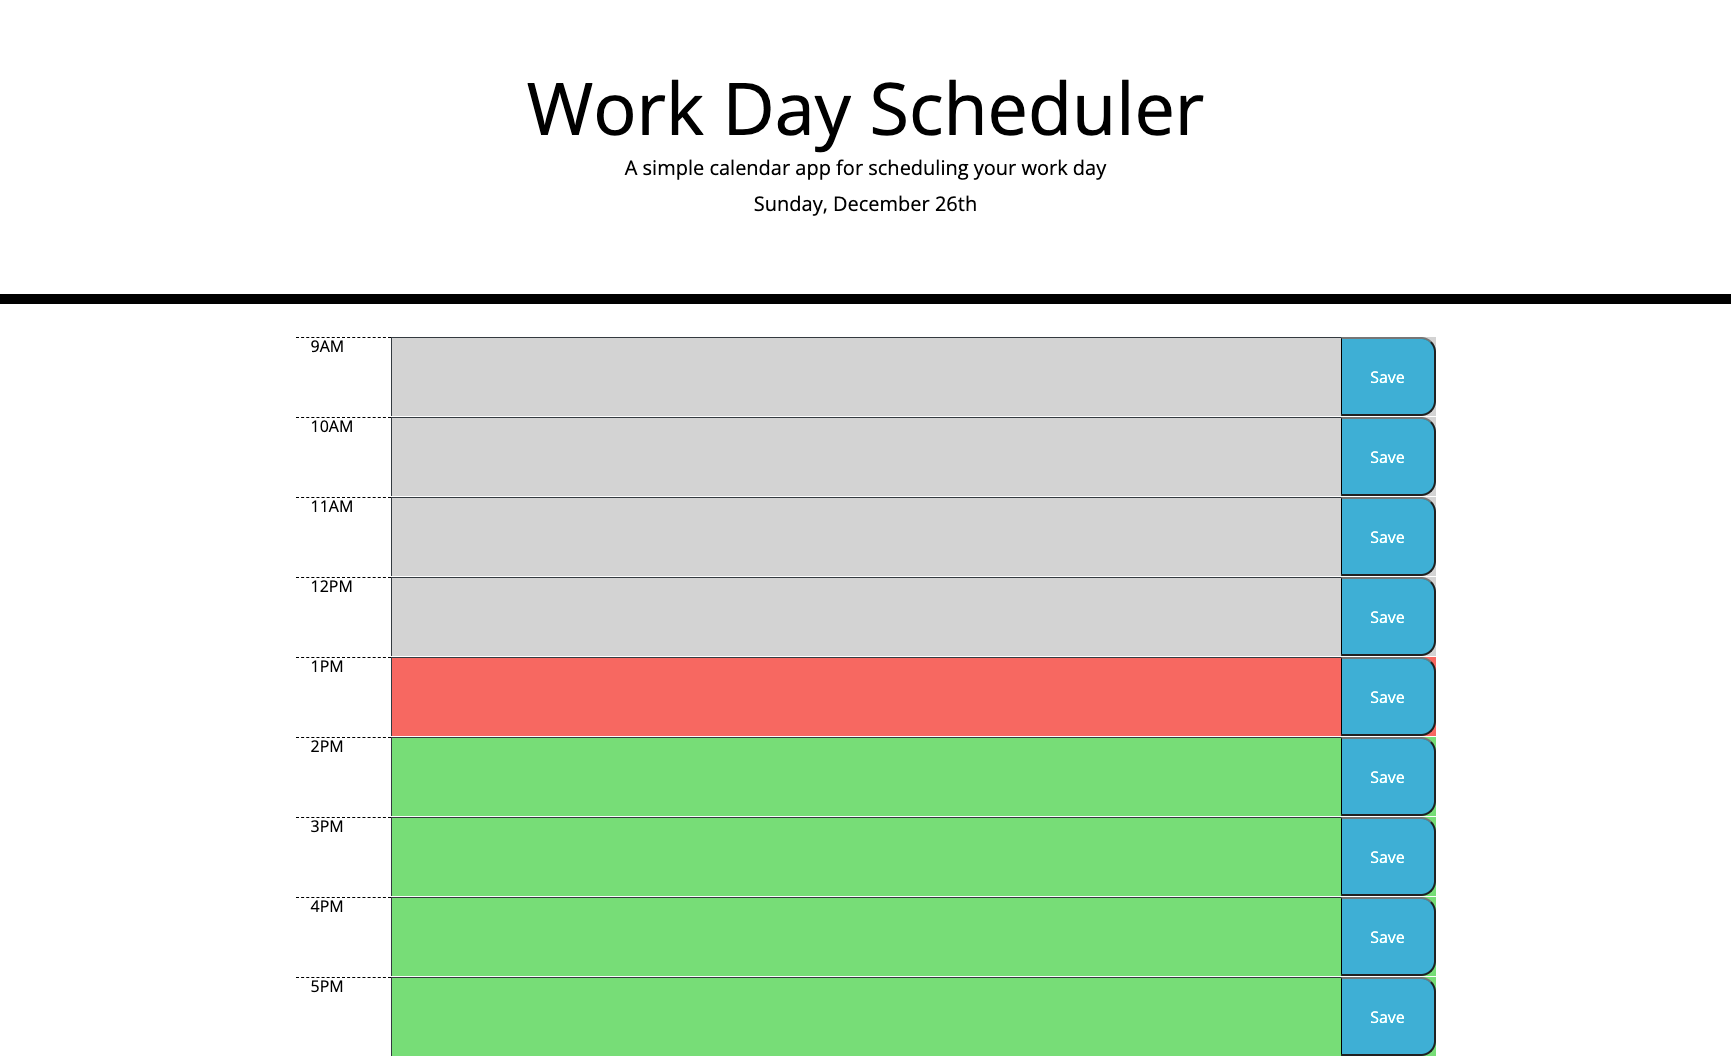 Work Day Scheduler
A simple calendar app for scheduling your work day
Sunday, December 26th
9AM
Save
10AM
Save
11AM
Save
12PM
Save
1PM
Save
2PM
Save
3PM
Save
4PM
Save
5PM
Save